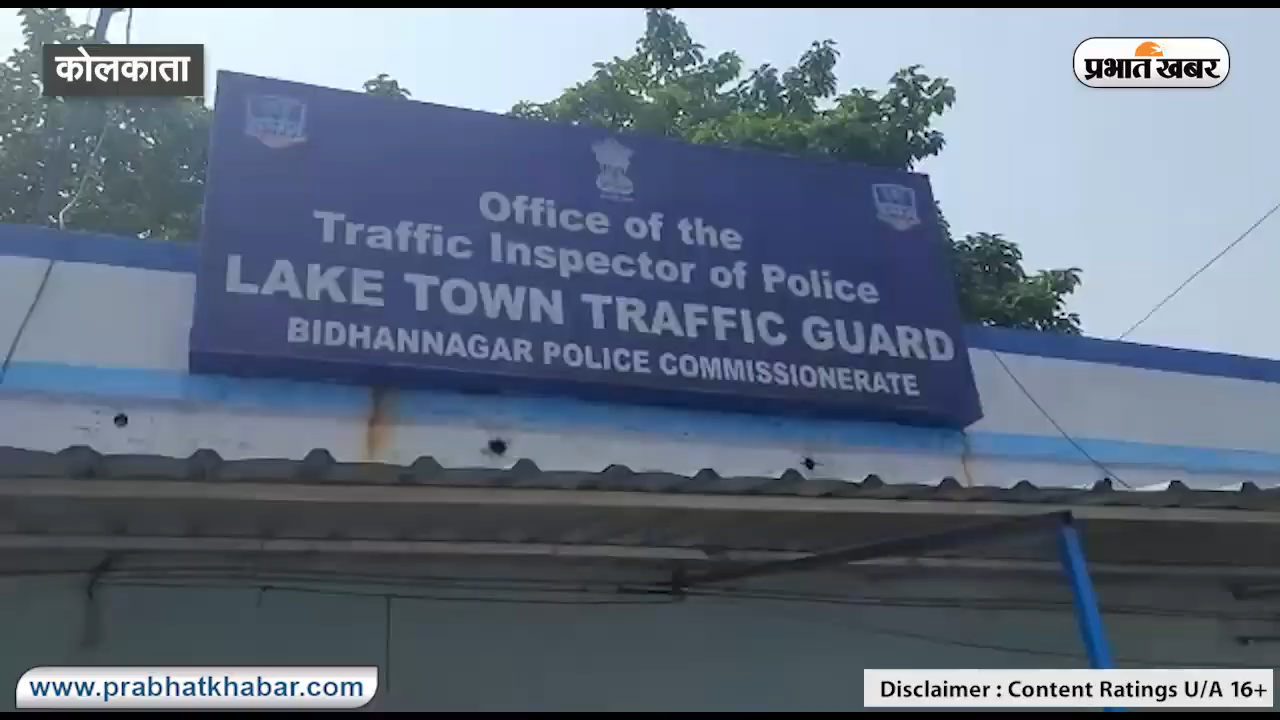 कोलकाता
प्रभात खबर
Office of the
Traffic Inspector of Police
LAKE TOWN TRAFFIC GUARD
BIDHANNAGAR POLICE COMMISSIONERATE
www.prabhatkhabar.com
Disclaimer : Content Ratings U/A 16+